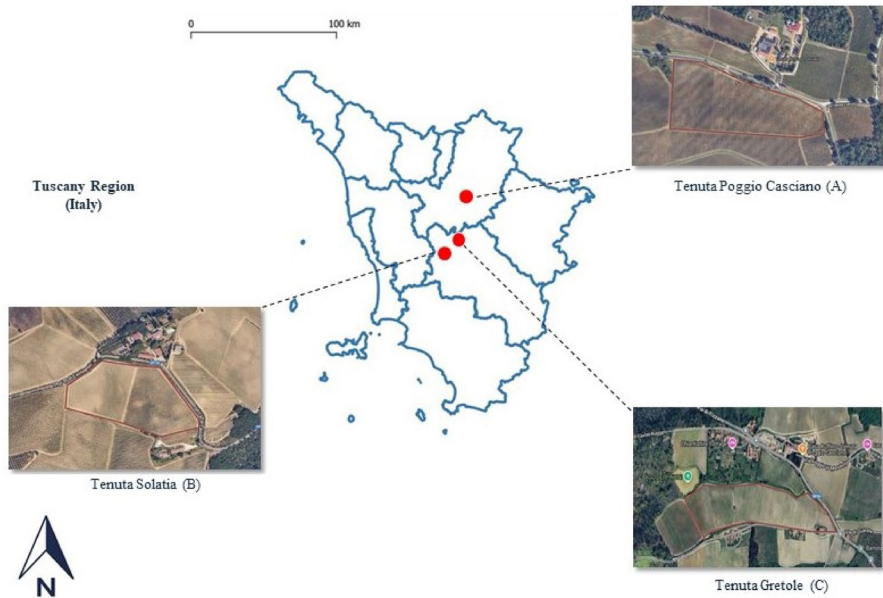 0
100 km
Tuscany Region
(Italy)
Tenuta Poggio Casciano (A)
Tenuta Solatia (B)
Tenuta Gretole (C)
N